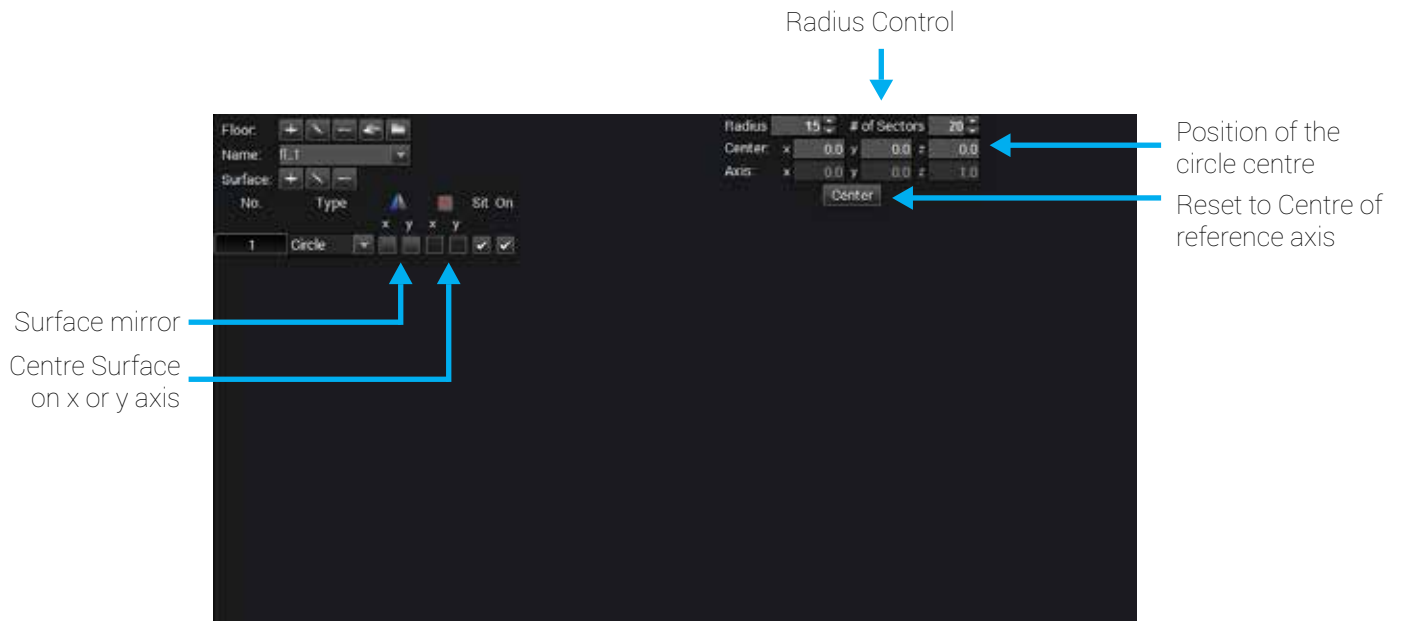 Radius Control
Floor:
Name: fl_1
Surface:
No. Type Sit On
x y x y
1 Circle
Radius 15 # of Sectors 20
Center: x 0.0 y 0.0 z 0.0
Axis: x 0.0 y 0.0 z 1.0
Center
Position of the
circle centre
Reset to Centre of
reference axis
Surface mirror
Centre Surface
on x or y axis